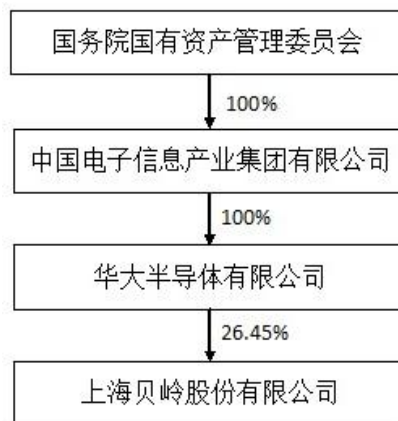 国务院国有资产管理委员会
100%
中国电子信息产业集团有限公司
100%
华大半导体有限公司
26.45%
上海贝岭股份有限公司